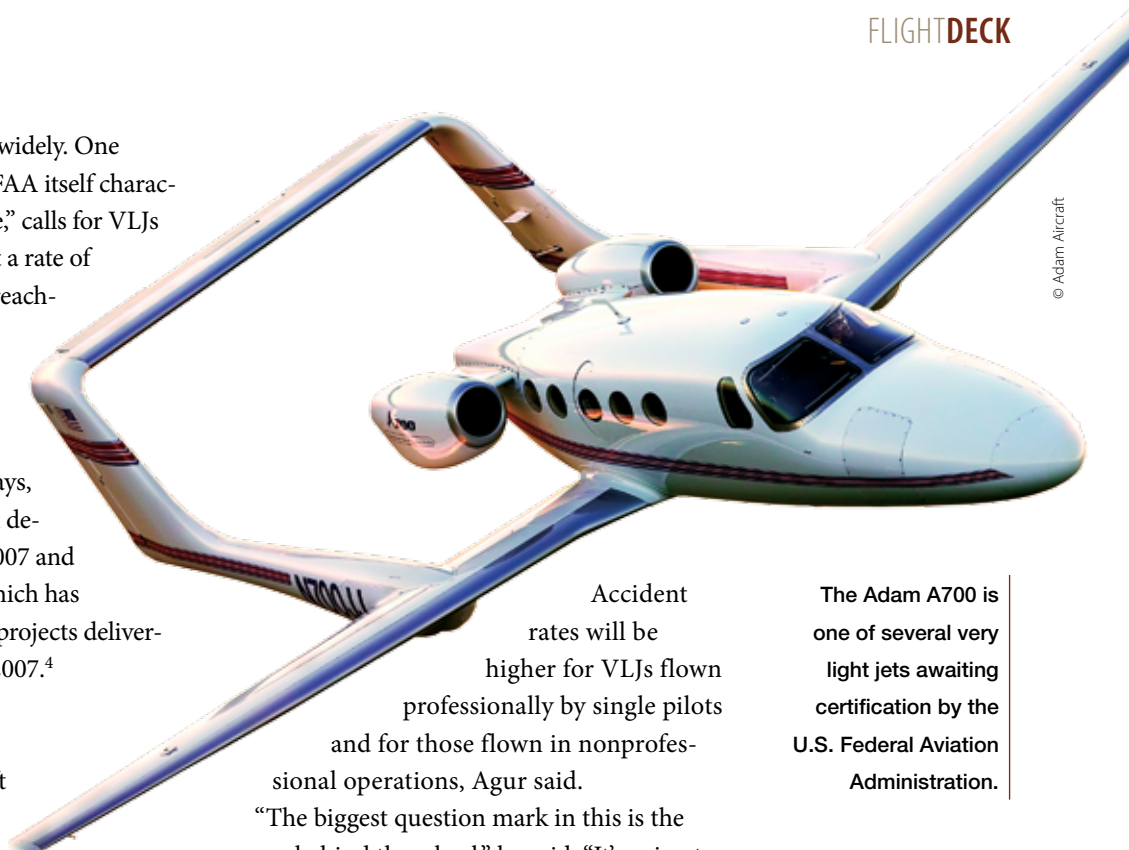 FLIGHTDECK
widely. One
FAA itself charac-
,” calls for VLJs
a rate of
reach-
ays,
de-
007 and
hich has
projects deliver-
007.4
© Adam Aircraft
A700
Accident
rates will be
higher for VLJs flown
professionally by single pilots
and for those flown in nonprofes-
sional operations, Agur said.
“The biggest question mark in this is the
The Adam A700 is
one of several very
light jets awaiting
certification by the
U.S. Federal Aviation
Administration.